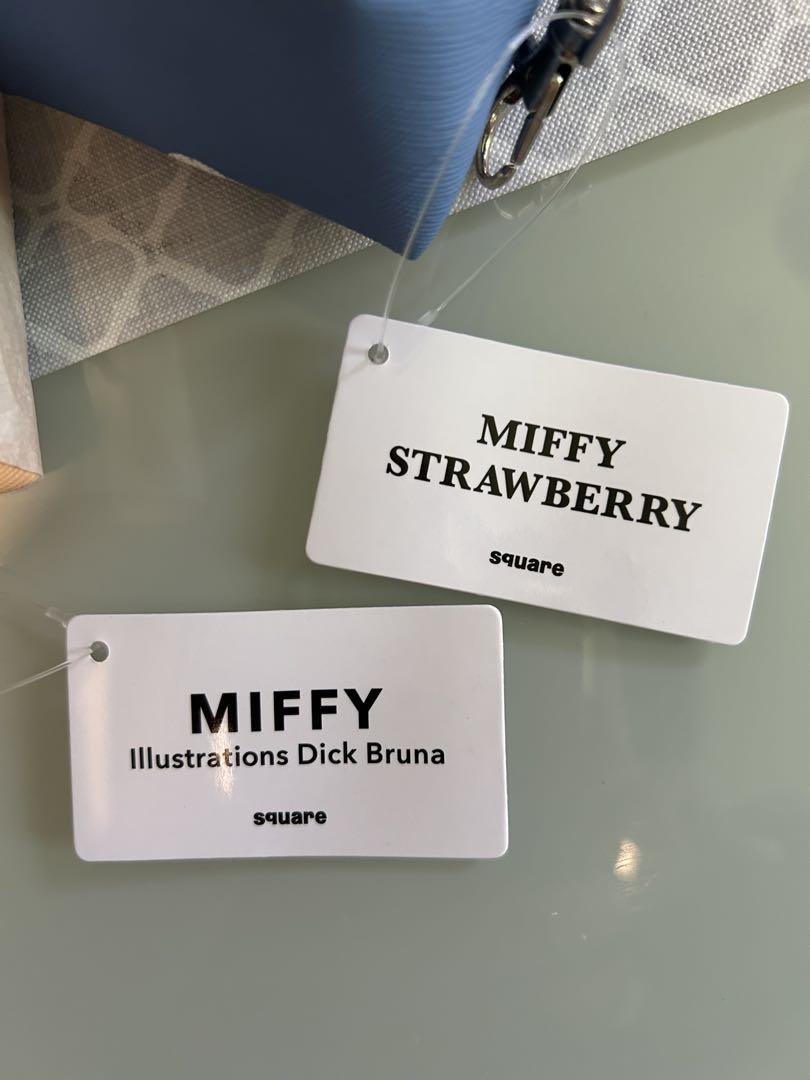 MIFFY
STRAWBERRY
square
MIFFY
Illustrations Dick Bruna
square